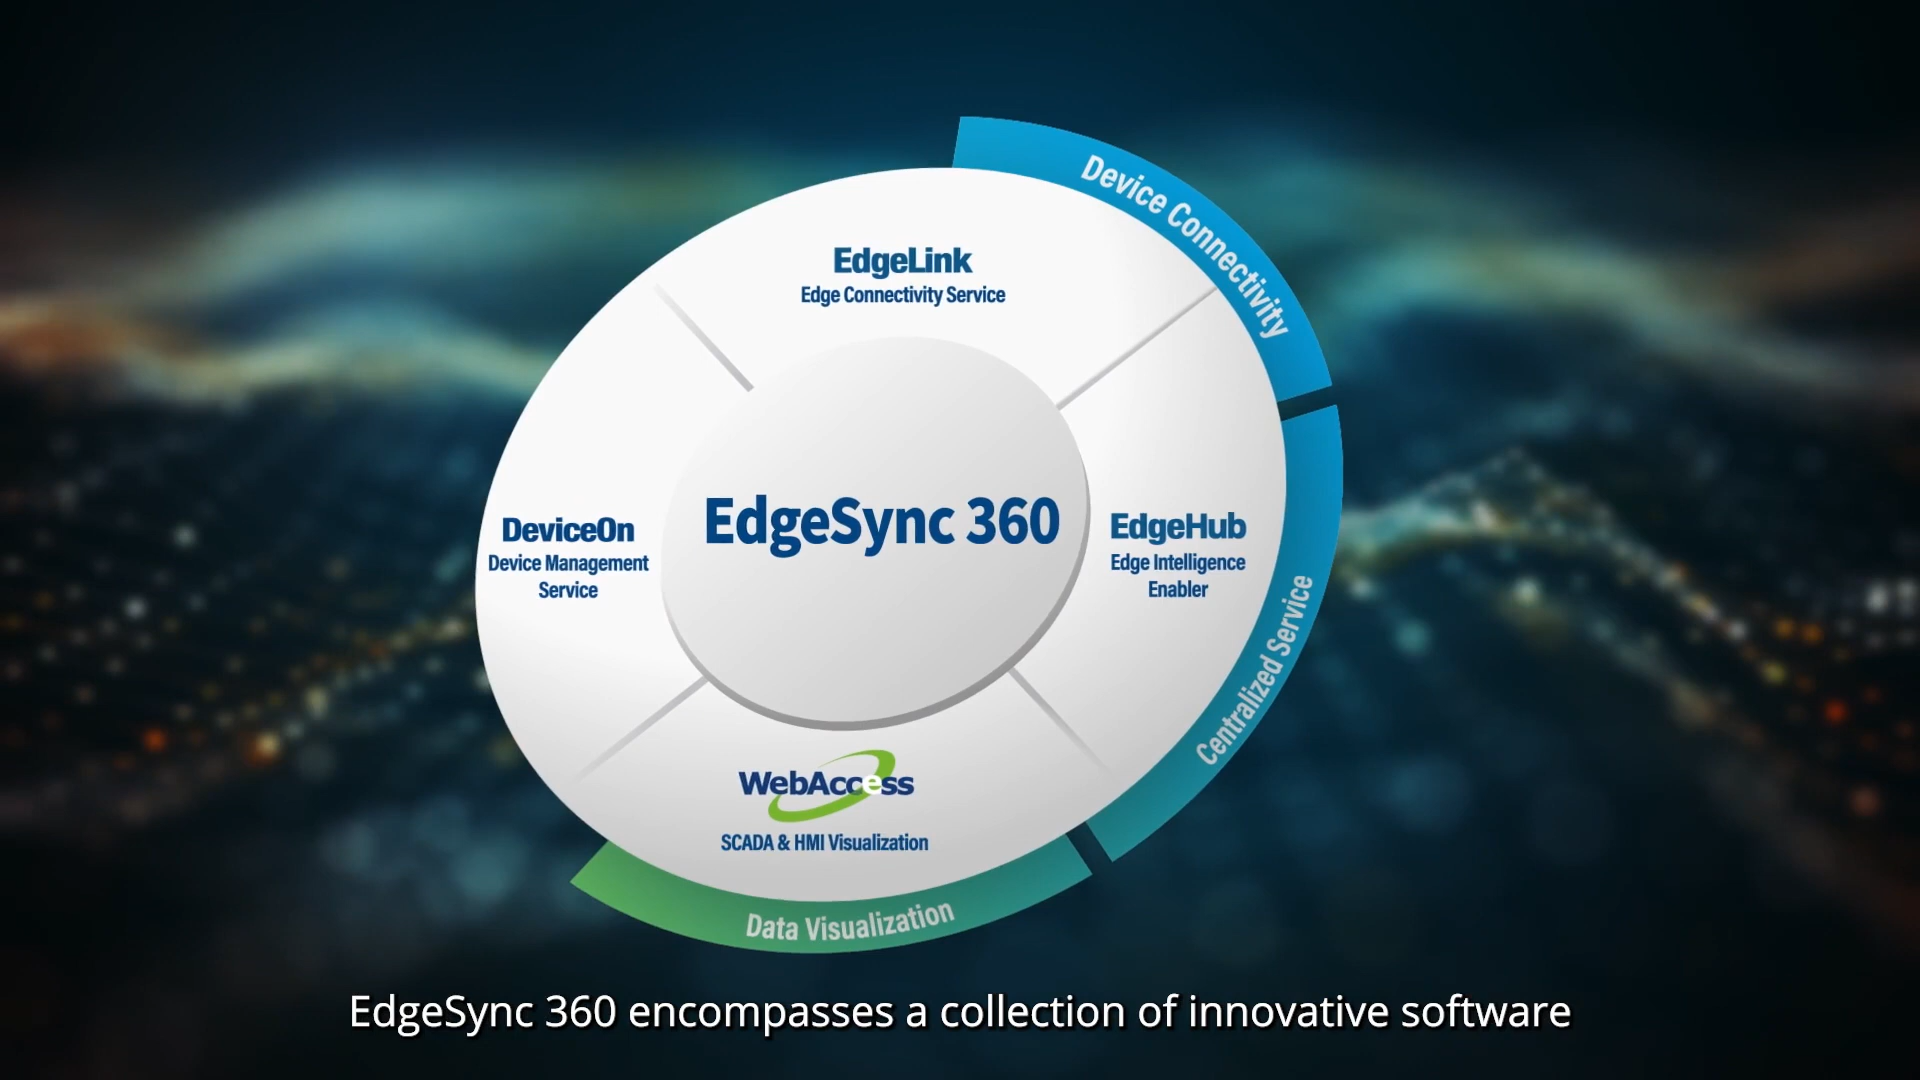 Device Connectivity
EdgeLink
Edge Connectivity Service
DeviceOn
Device Management
Service
EdgeSync 360
EdgeHub
Edge Intelligence
Enabler
Centralized Service
WebAccess
SCADA & HMI Visualization
Data Visualization
EdgeSync 360 encompasses a collection of innovative software